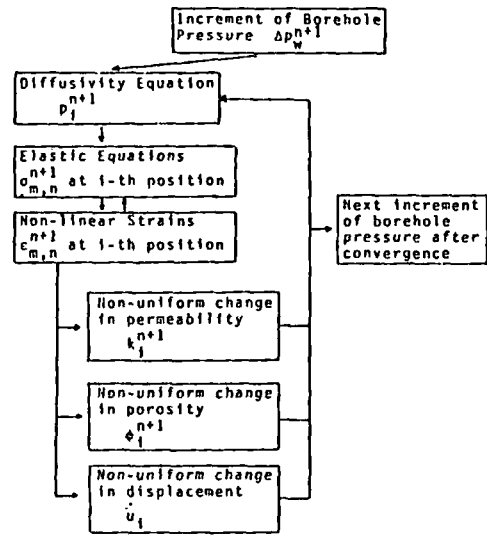 Increment of Borehole
Pressure Δp_w^{n+1}
Diffusivity Equation
p_i^{n+1}
Elastic Equations
σ_{m,n}^{n+1} at i-th position
Non-linear Strains
ε_{m,n}^{n+1} at i-th position
Next increment
of borehole
pressure after
convergence
Non-uniform change
in permeability
k_i^{n+1}
Non-uniform change
in porosity
φ_i^{n+1}
Non-uniform change
in displacement
u_i